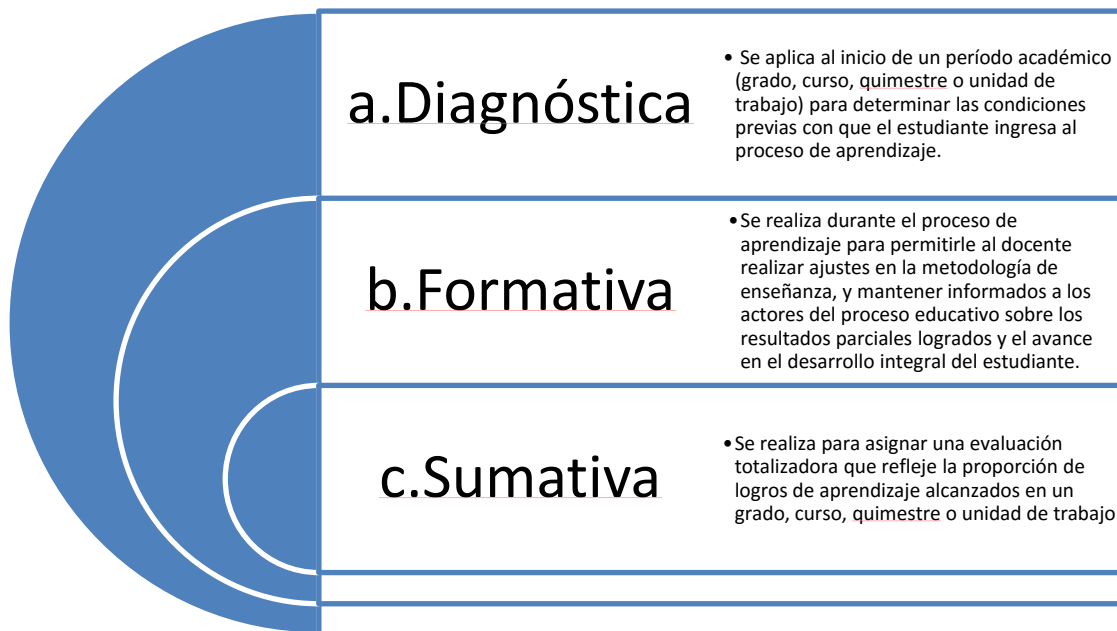 a.Diagnóstica
• Se aplica al inicio de un período académico
(grado, curso, quimestre o unidad de
trabajo) para determinar las condiciones
previas con que el estudiante ingresa al
proceso de aprendizaje.
b.Formativa
•Se realiza durante el proceso de
aprendizaje para permitirle al docente
realizar ajustes en la metodología de
enseñanza, y mantener informados a los
actores del proceso educativo sobre los
resultados parciales logrados y el avance
en el desarrollo integral del estudiante.
c.Sumativa
•Se realiza para asignar una evaluación
totalizadora que refleje la proporción de
logros de aprendizaje alcanzados en un
grado, curso, quimestre o unidad de trabajo